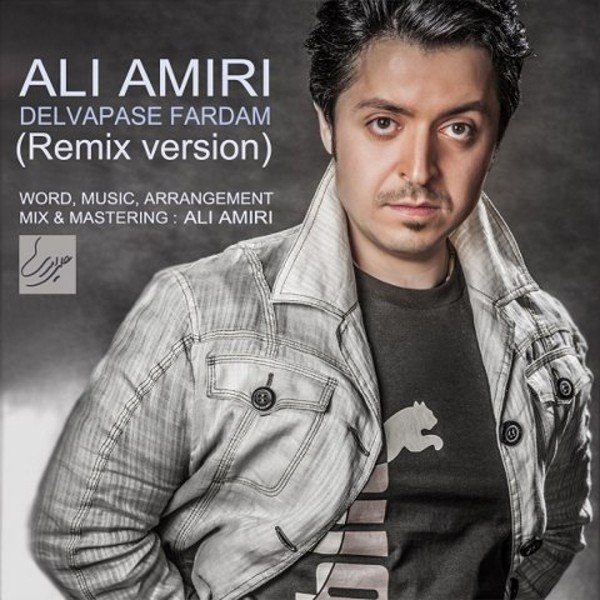 ALI AMIRI
DELVAPASE FARDAM
(Remix version)
WORD, MUSIC, ARRANGEMENT
MIX & MASTERING : ALI AMIRI